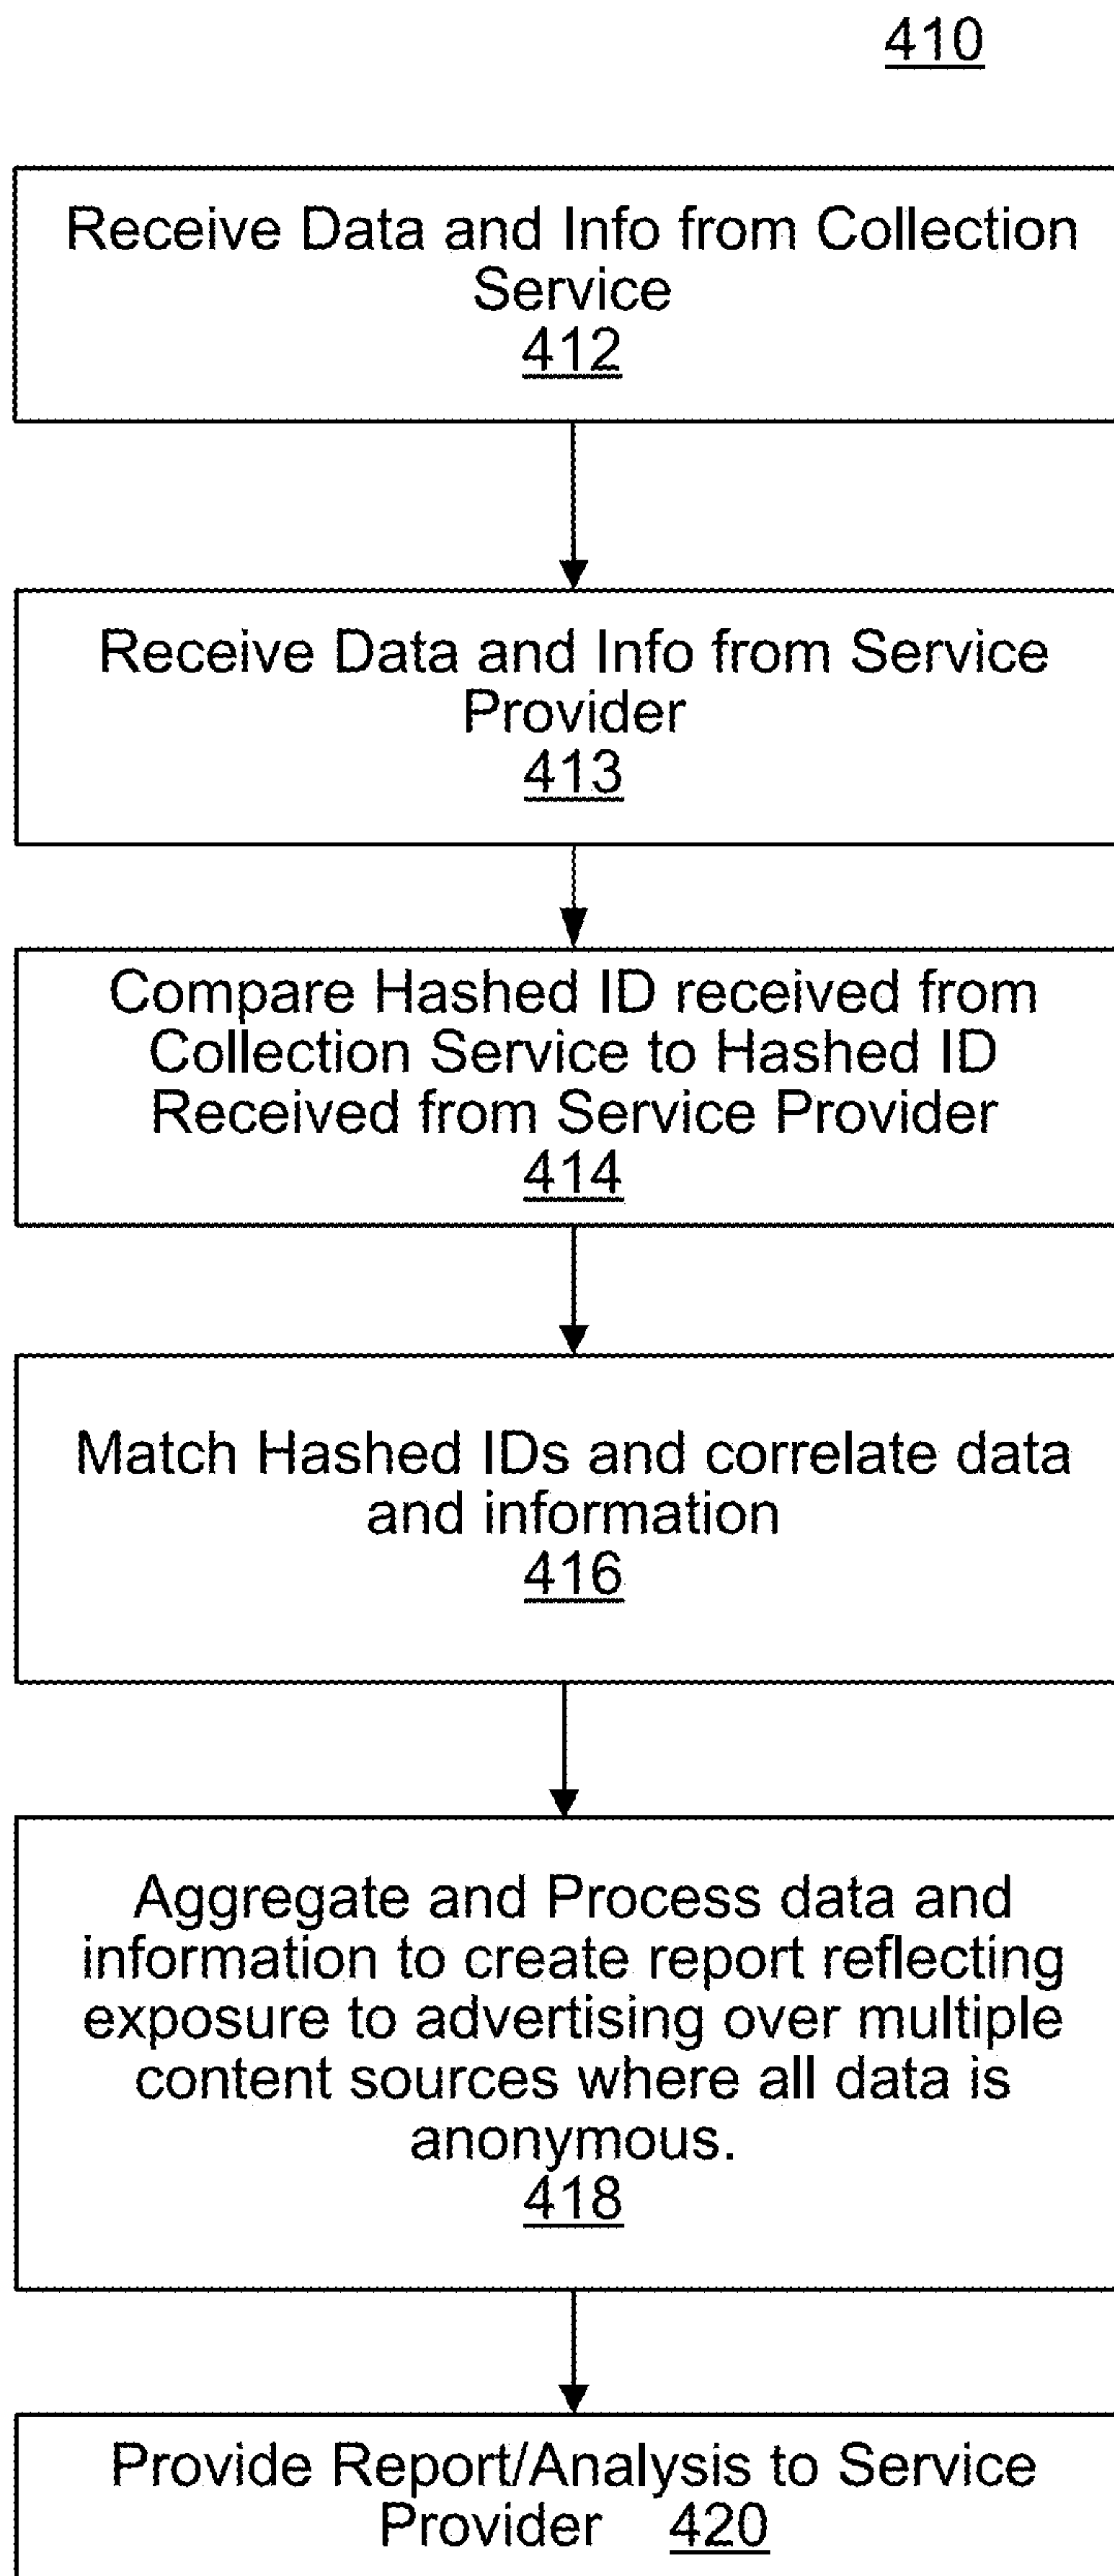 410
Receive Data and Info from Collection
Service
412
Receive Data and Info from Service
Provider
413
Compare Hashed ID received from
Collection Service to Hashed ID
Received from Service Provider
414
Match Hashed IDs and correlate data
and information
416
Aggregate and Process data and
information to create report reflecting
exposure to advertising over multiple
content sources where all data is
anonymous.
418
Provide Report/Analysis to Service
Provider 420